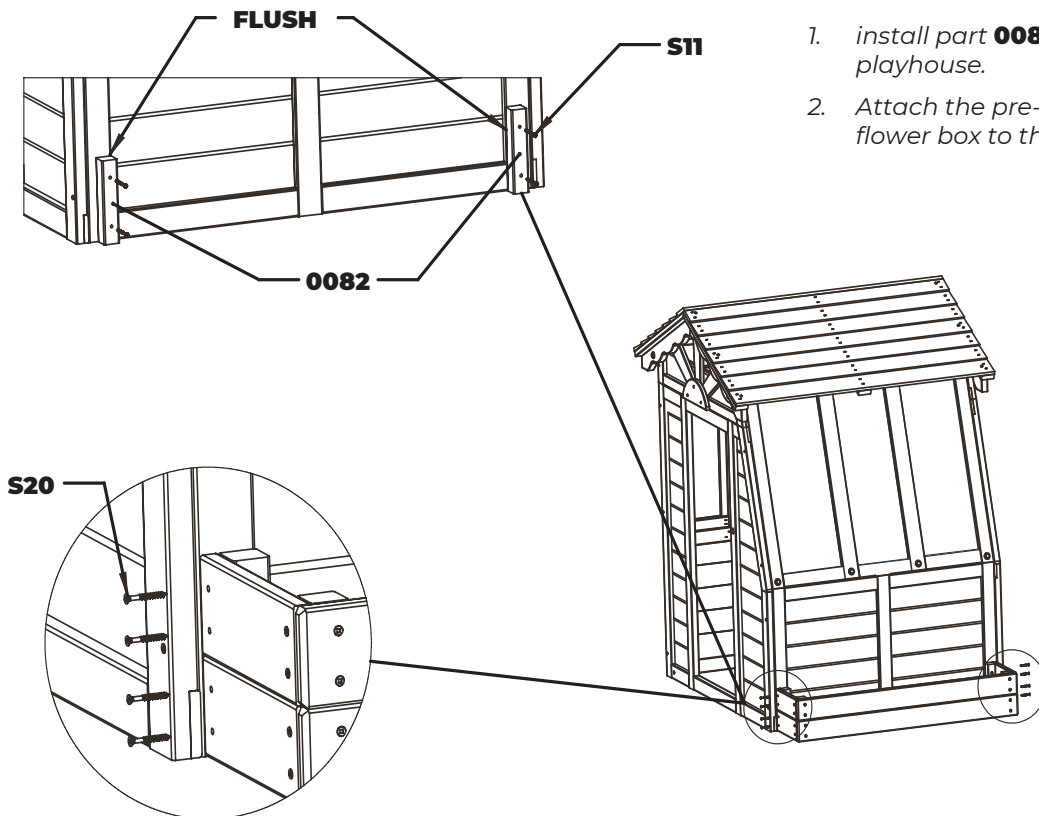 FLUSH
S11
1. install part 008
playhouse.
2. Attach the pre-
flower box to th
0082
S20